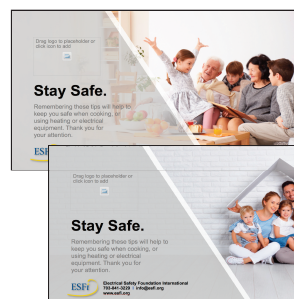 Drag logo to placeholder or
click icon to add
Stay Safe.
Remembering these tips will help to
keep you safe when cooking, or
using heating or electrical
equipment. Thank you for
your attention.
ESF
Drag logo to placeholder or
click icon to add
Stay Safe.
Remembering these tips will help to
keep you safe when cooking, or
using heating or electrical
equipment. Thank you for
your attention.
ESFi
Electrical Safety Foundation International
703-841-3229 | info@esfi.org
www.esfi.org